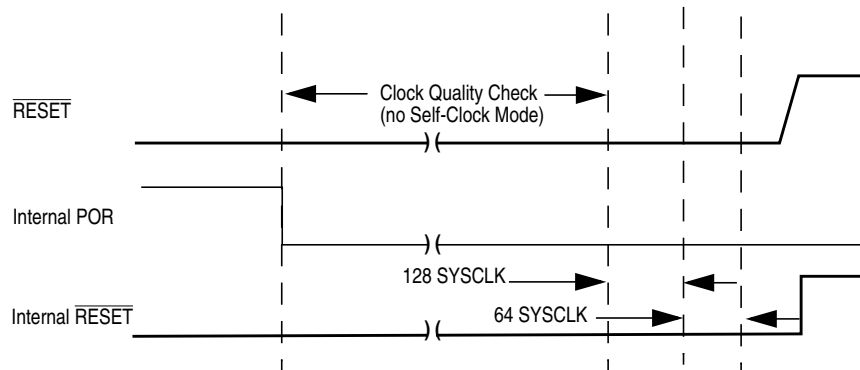 Clock Quality Check
(no Self-Clock Mode)
RESET
)(
Internal POR
)(
128 SYSCLK
Internal RESET
64 SYSCLK
)(